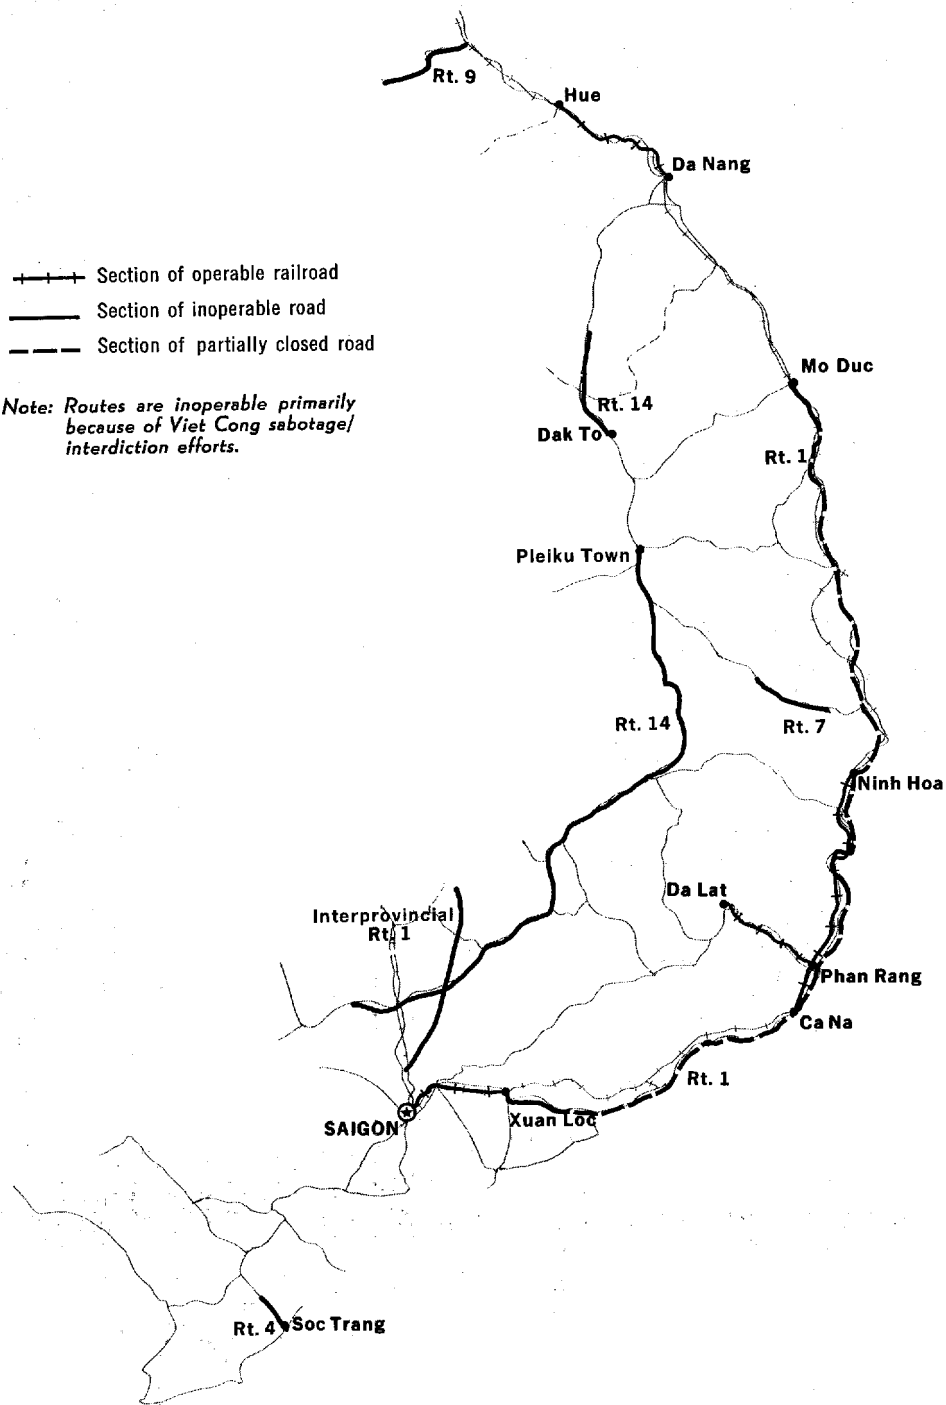 Rt. 9
Hue
Da Nang
Section of operable railroad
Section of inoperable road
Section of partially closed road
Note: Routes are inoperable primarily
because of Viet Cong sabotage/
interdiction efforts.
Mo Duc
Rt. 14
Dak To
Rt. 1
Pleiku Town
Rt. 14
Rt. 7
Ninh Hoa
Da Lat
Interprovincial
Rt. 1
Phan Rang
Ca Na
Rt. 1
Xuan Loc
SAIGON
Rt. 4
Soc Trang